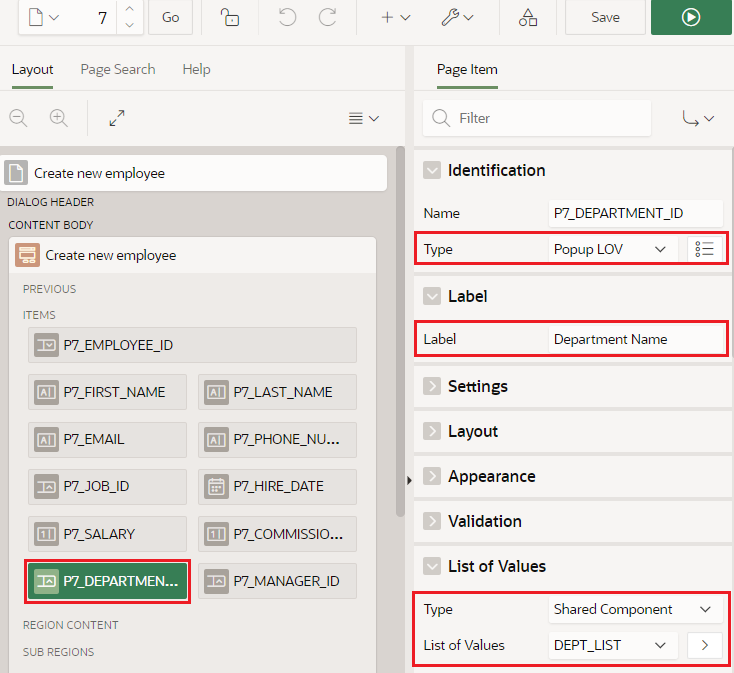 7
Go
Save
Layout
Page Search
Help
Create new employee
DIALOG HEADER
CONTENT BODY
Create new employee
PREVIOUS
ITEMS
P7_EMPLOYEE_ID
P7_FIRST_NAME
P7_LAST_NAME
P7_EMAIL
P7_PHONE_NU...
P7_JOB_ID
P7_HIRE_DATE
P7_SALARY
P7_COMMISSIO...
P7_DEPARTMEN...
P7_MANAGER_ID
REGION CONTENT
SUB REGIONS
Page Item
Filter
Identification
Name P7_DEPARTMENT_ID
Type Popup LOV
Label
Label Department Name
Settings
Layout
Appearance
Validation
List of Values
Type Shared Component
List of Values DEPT_LIST